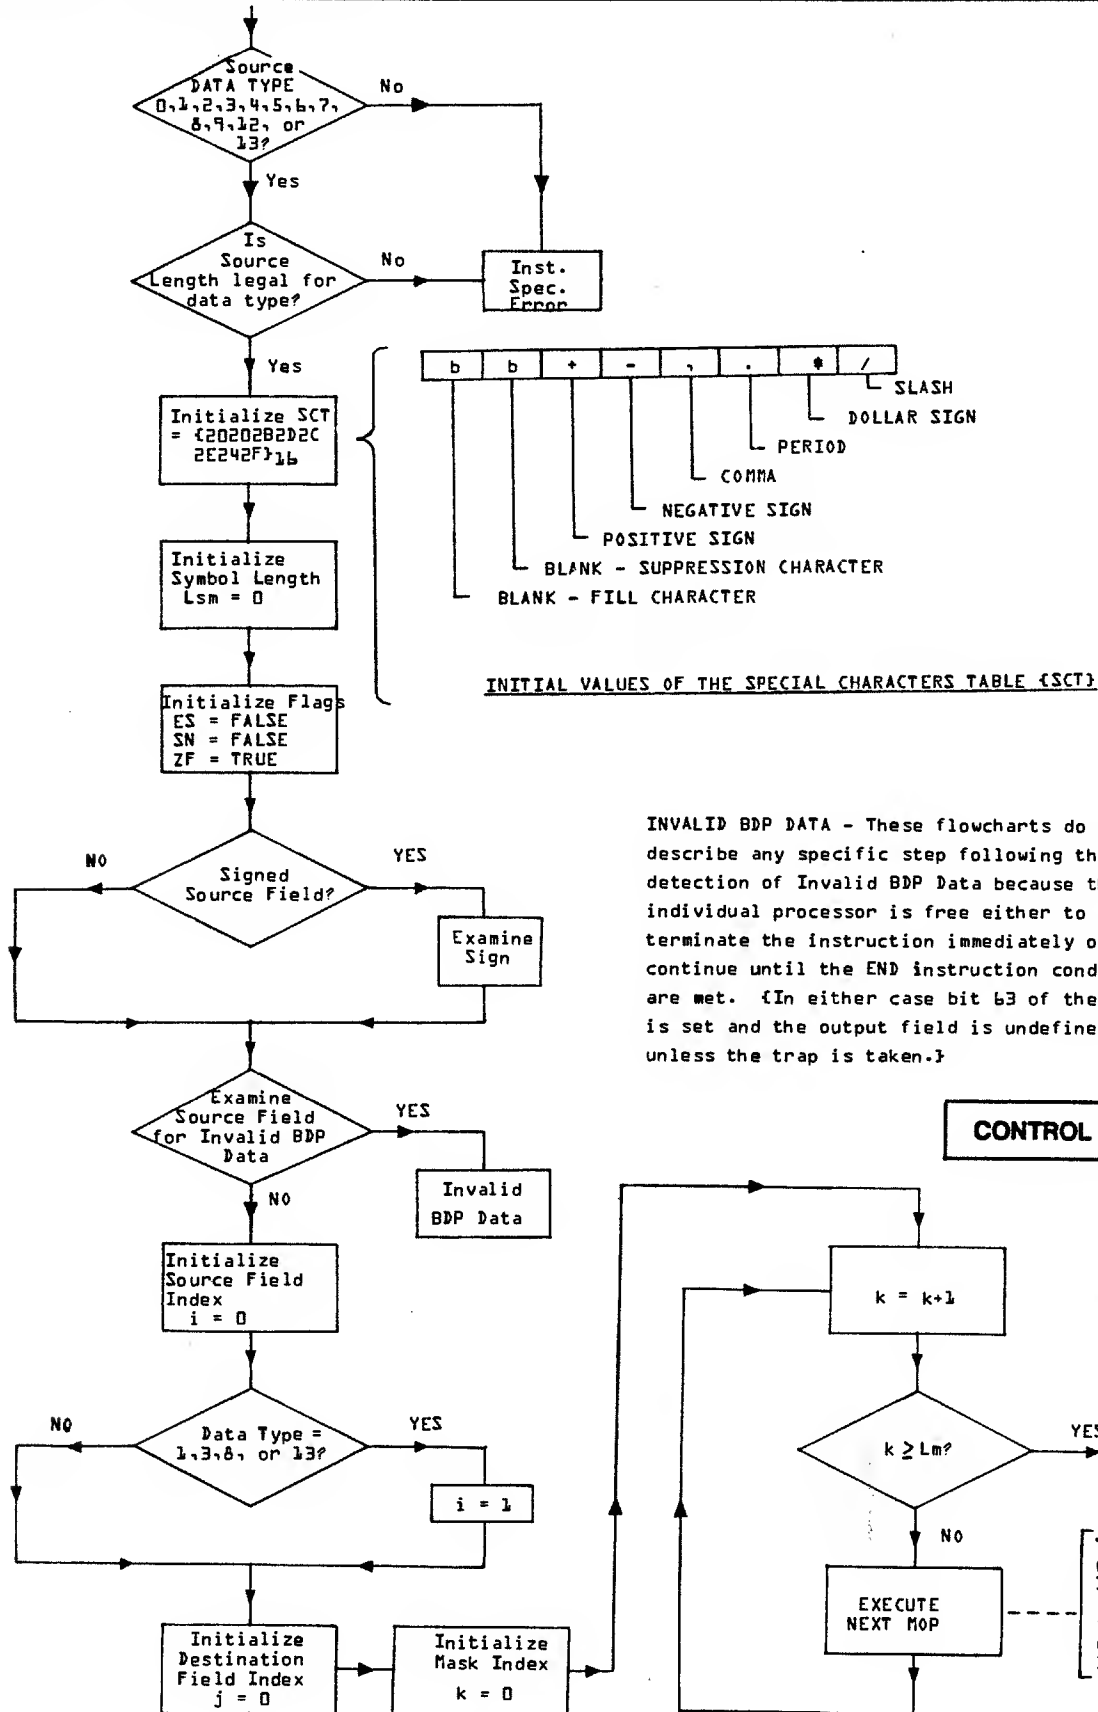 Source
DATA TYPE
0,1,2,3,4,5,6,7,
8,9,12, or
13?
No
Yes
Is
Source
Length legal for
data type?
No
Inst.
Spec.
Error
Yes
Initialize SCT
= {20202B2D2C
2E242F}16
b b + - , . $ /
SLASH
DOLLAR SIGN
PERIOD
COMMA
NEGATIVE SIGN
POSITIVE SIGN
BLANK - SUPPRESSION CHARACTER
BLANK - FILL CHARACTER
Initialize
Symbol Length
Lsm = 0
INITIAL VALUES OF THE SPECIAL CHARACTERS TABLE {SCT}
Initialize Flags
ES = FALSE
SN = FALSE
ZF = TRUE
NO
Signed
Source Field?
YES
Examine
Sign
INVALID BDP DATA - These flowcharts do
describe any specific step following th
detection of Invalid BDP Data because t
individual processor is free either to
terminate the instruction immediately o
continue until the END instruction cond
are met. {In either case bit 63 of the
is set and the output field is undefine
unless the trap is taken.}
Examine
Source Field
for Invalid BDP
Data
YES
Invalid
BDP Data
NO
CONTROL
Initialize
Source Field
Index
i = 0
k = k+1
NO
Data Type =
1,3,8, or 13?
YES
i = 1
k ≥ Lm?
YES
NO
EXECUTE
NEXT MOP
Initialize
Destination
Field Index
j = 0
Initialize
Mask Index
k = 0